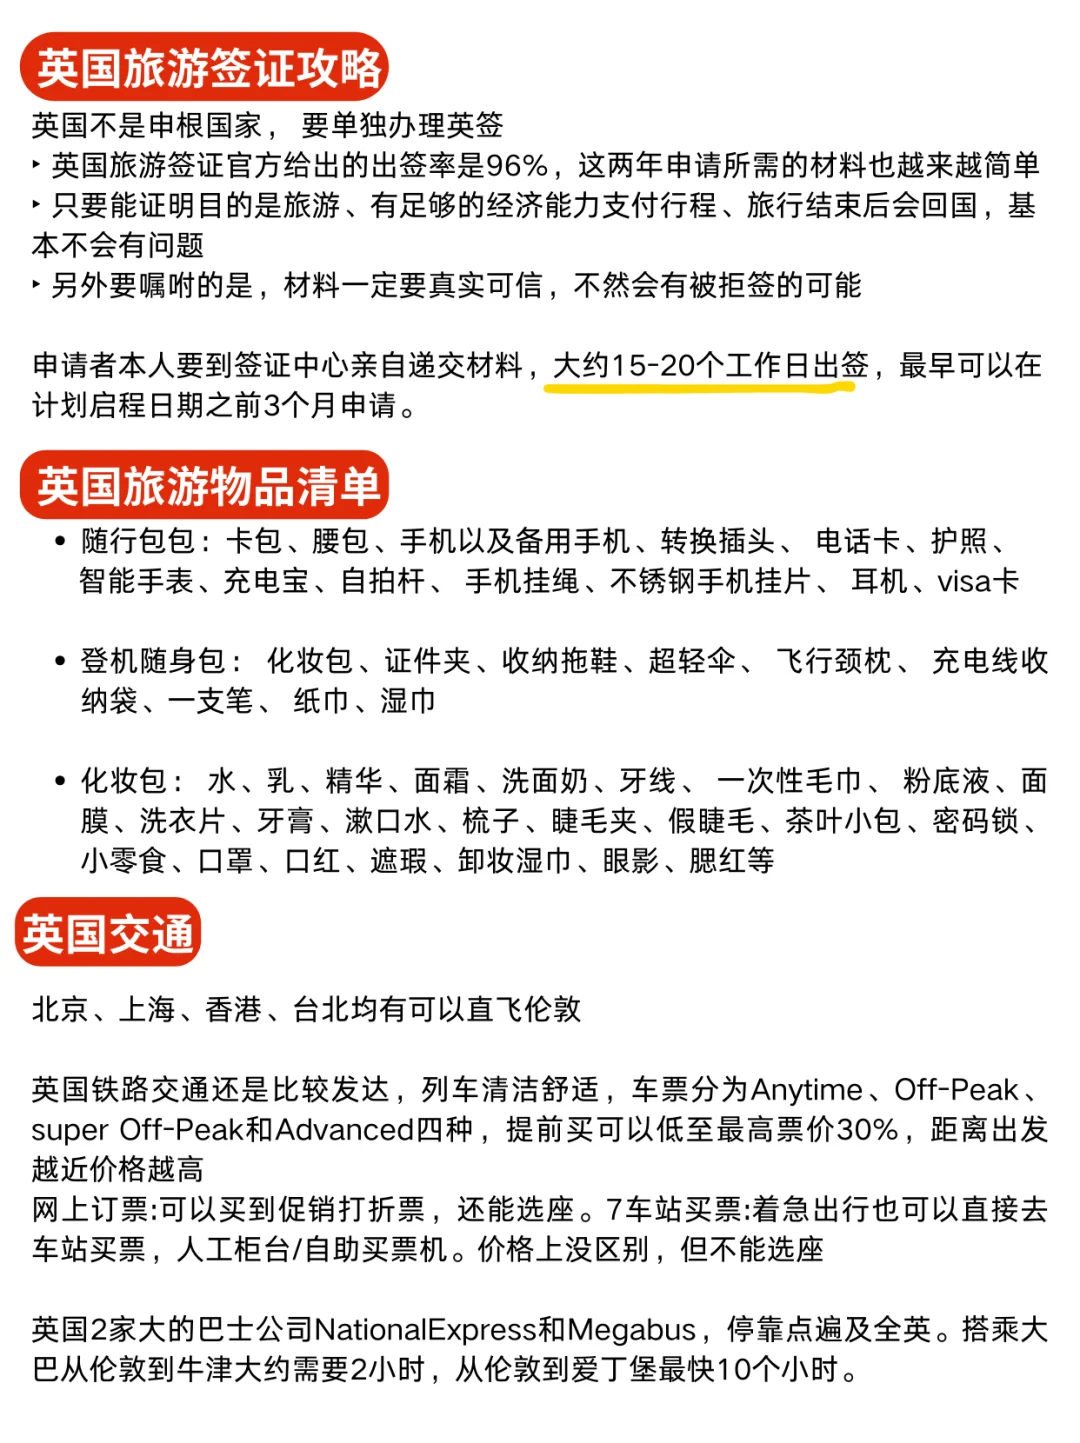 英国旅游签证攻略
英国不是申根国家，要单独办理英签
‣ 英国旅游签证官方给出的出签率是96%，这两年申请所需的材料也越来越简单
‣ 只要能证明目的是旅游、有足够的经济能力支付行程、旅行结束后会回国，基
本不会有问题
‣ 另外要嘱咐的是，材料一定要真实可信，不然会有被拒签的可能
申请者本人要到签证中心亲自递交材料，大约15-20个工作日出签，最早可以在
计划启程日期之前3个月申请。
英国旅游物品清单
• 随行包包：卡包、腰包、手机以及备用手机、转换插头、 电话卡、护照、
智能手表、充电宝、自拍杆、 手机挂绳、不锈钢手机挂片、 耳机、visa卡
• 登机随身包： 化妆包、证件夹、收纳拖鞋、超轻伞、 飞行颈枕、 充电线收
纳袋、一支笔、 纸巾、湿巾
• 化妆包： 水、乳、精华、面霜、洗面奶、牙线、 一次性毛巾、 粉底液、面
膜、洗衣片、牙膏、漱口水、梳子、睫毛夹、假睫毛、茶叶小包、密码锁、
小零食、口罩、口红、遮瑕、卸妆湿巾、眼影、腮红等
英国交通
北京、上海、香港、台北均有可以直飞伦敦
英国铁路交通还是比较发达，列车清洁舒适，车票分为Anytime、Off-Peak、
super Off-Peak和Advanced四种，提前买可以低至最高票价30%，距离出发
越近价格越高
网上订票:可以买到促销打折票，还能选座。7车站买票:着急出行也可以直接去
车站买票，人工柜台/自助买票机。价格上没区别，但不能选座
英国2家大的巴士公司NationalExpress和Megabus，停靠点遍及全英。搭乘大
巴从伦敦到牛津大约需要2小时，从伦敦到爱丁堡最快10个小时。